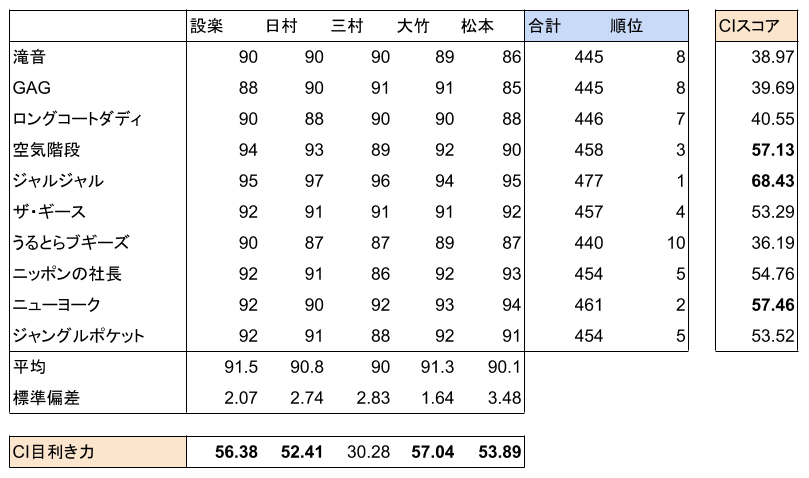 設楽 日村 三村 大竹 松本 合計 順位 CIスコア
滝音 90 90 90 89 86 445 8 38.97
GAG 88 90 91 91 85 445 8 39.69
ロングコートダディ 90 88 90 90 88 446 7 40.55
空気階段 94 93 89 92 90 458 3 57.13
ジャルジャル 95 97 96 94 95 477 1 68.43
ザ・ギース 92 91 91 91 92 457 4 53.29
うるとらブギーズ 90 87 87 89 87 440 10 36.19
ニッポンの社長 92 91 86 92 93 454 5 54.76
ニューヨーク 92 90 92 93 94 461 2 57.46
ジャングルポケット 92 91 88 92 91 454 5 53.52
平均 91.5 90.8 90 91.3 90.1
標準偏差 2.07 2.74 2.83 1.64 3.48
CI目利き力 56.38 52.41 30.28 57.04 53.89